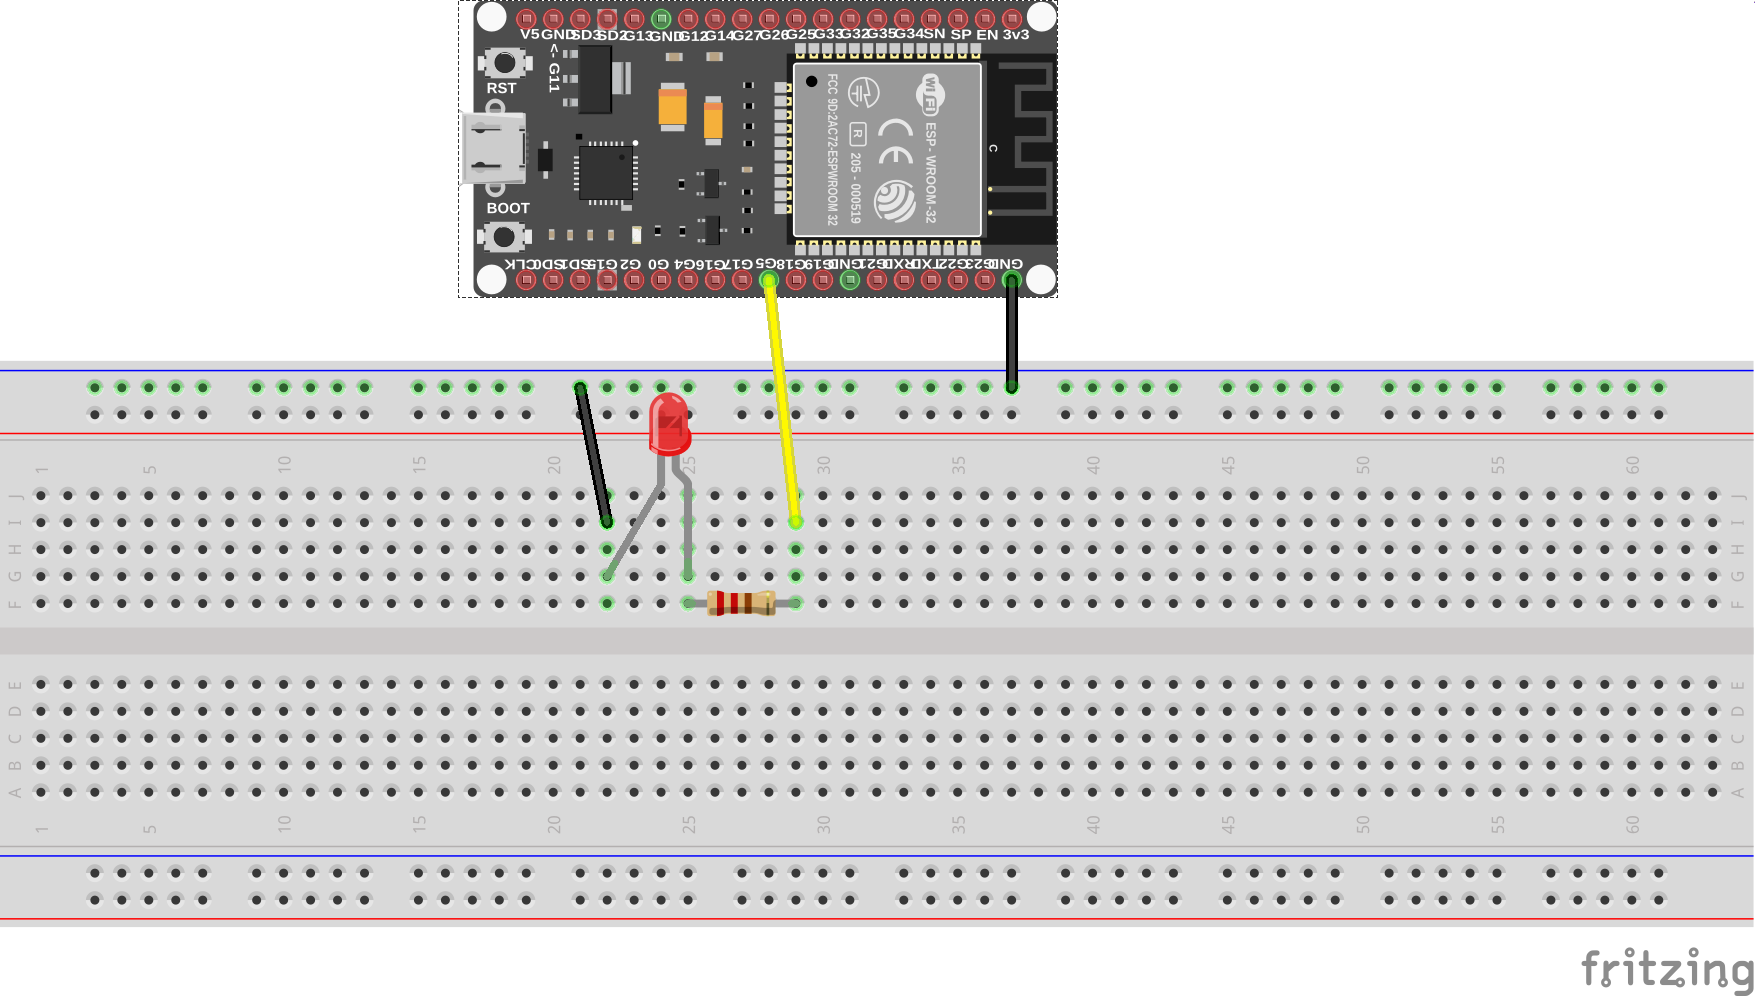 V5 GND SD3 SD2 G13 GND G12 G14 G27 G26 G25 G33 G32 G35 G34 SN SP EN 3v3
<- G11
RST
BOOT
FCC 9D:2AC72-ESPWROOM 32
R 205 - 000519
CE
WiFi
ESP - WROOM -32
C
CLK SD0 SD1 G15 G2 G0 G4 G16 G17 G5 G18 G19 GND G21 RXD TXD G22 G23 GND
1 5 10 15 20 25 30 35 40 45 50 55 60
J J
I I
H H
G G
F F
E E
D D
C C
B B
A A
1 5 10 15 20 25 30 35 40 45 50 55 60
fritzing